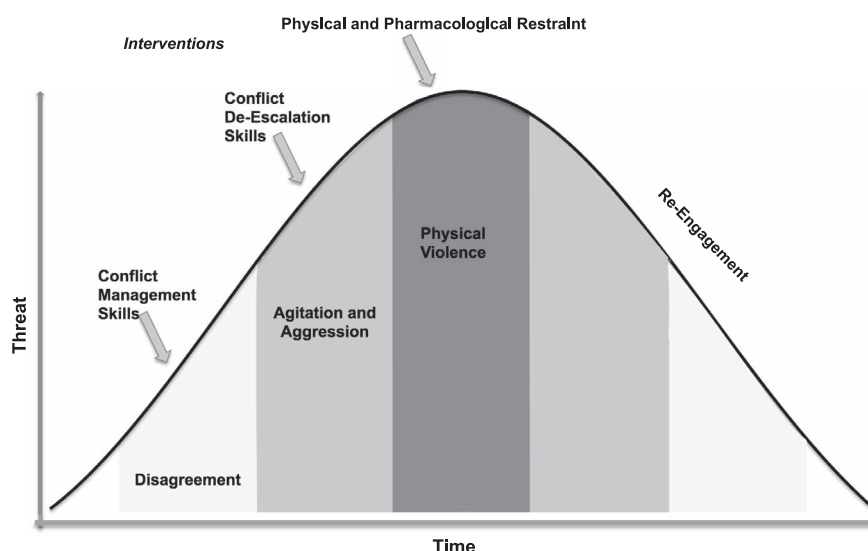 Physical and Pharmacological Restraint
Interventions
Conflict
De-Escalation
Skills
Re-Engagement
Physical
Violence
Conflict
Management
Skills
Agitation and
Aggression
Threat
Disagreement
Time